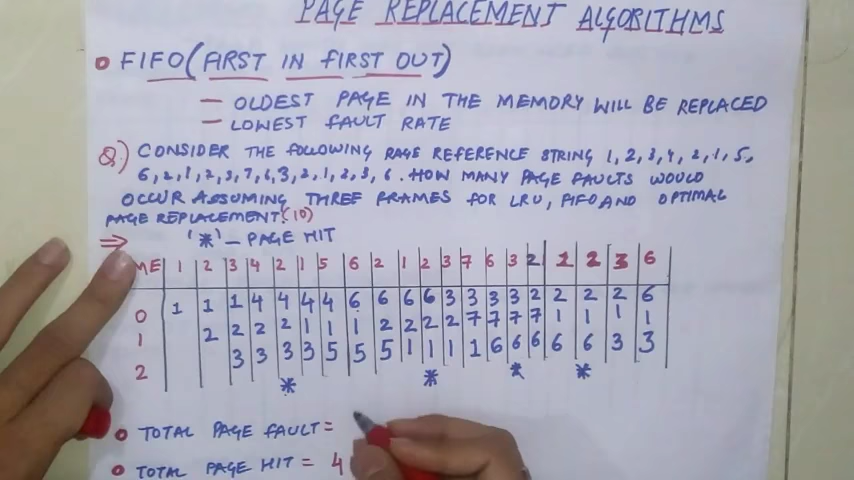 PAGE REPLACEMENT ALGORITHMS
FIFO (FIRST IN FIRST OUT)
— OLDEST PAGE IN THE MEMORY WILL BE REPLACED
— LOWEST FAULT RATE
Q) CONSIDER THE FOLLOWING PAGE REFERENCE STRING 1, 2, 3, 4, 2, 1, 5,
6, 2, 1, 2, 3, 7, 6, 3, 2, 1, 2, 3, 6. HOW MANY PAGE FAULTS WOULD
OCCUR ASSUMING THREE FRAMES FOR LRU, FIFO AND OPTIMAL
PAGE REPLACEMENT. (10)
⇒ '*' — PAGE HIT
ME 1 2 3 4 2 1 5 6 2 1 2 3 7 6 3 2 1 2 3 6
0 1 1 1 4 4 4 4 6 6 6 6 3 3 3 3 2 2 2 2 6
1 2 2 2 2 1 1 1 2 2 2 2 7 7 7 7 1 1 1 1
2 3 3 3 3 5 5 5 1 1 1 1 6 6 6 6 6 3 3
* * * *
TOTAL PAGE FAULT =
TOTAL PAGE HIT = 4